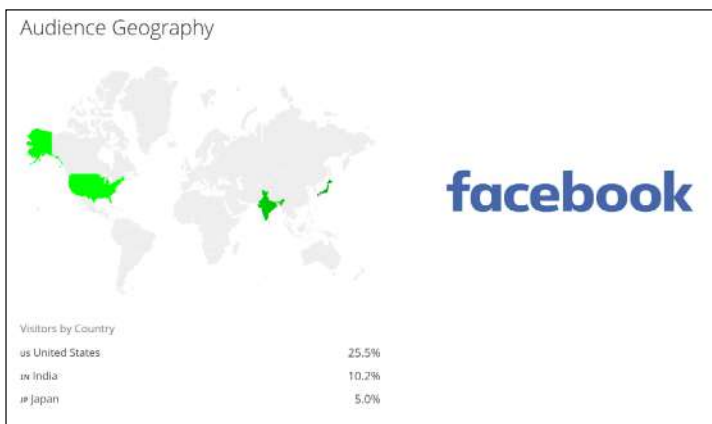 Audience Geography
facebook
Visitors by Country
US United States 25.5%
IN India 10.2%
JP Japan 5.0%